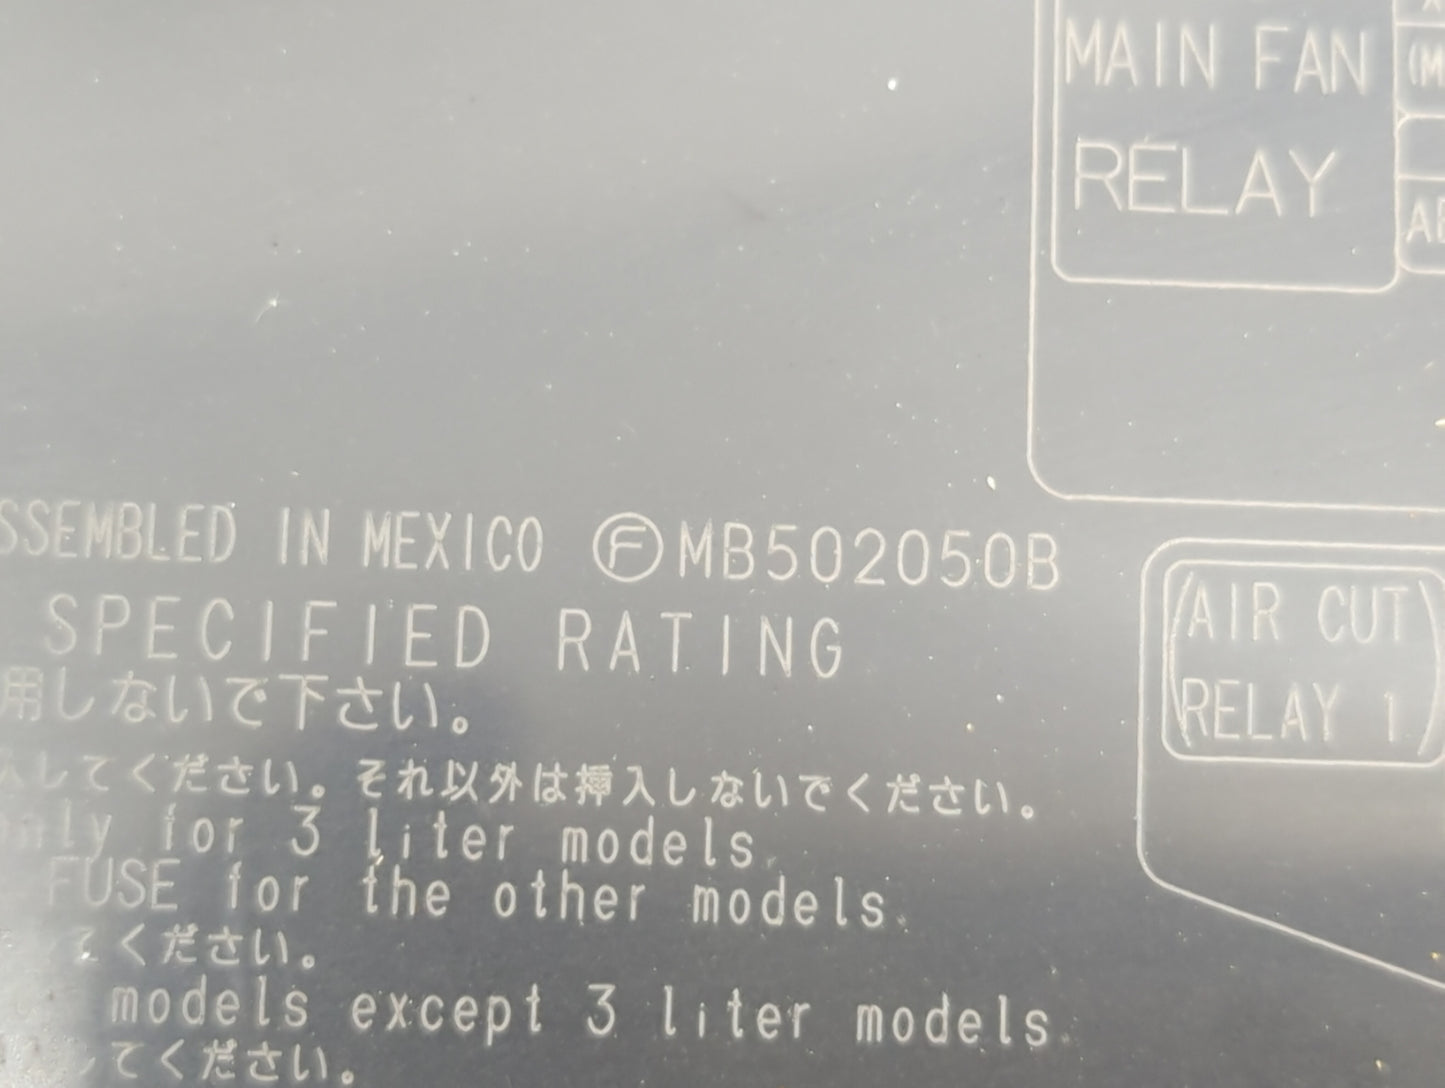 MAIN FAN
RELAY
SSEMBLED IN MEXICO ⒻMB502050B
SPECIFIED RATING
用しないで下さい。
してください。それ以外は挿入しないでください。
for 3 liter models.
FUSE for the other models.
てください。
models except 3 liter models.
てください。
(AIR CUT
RELAY 1)